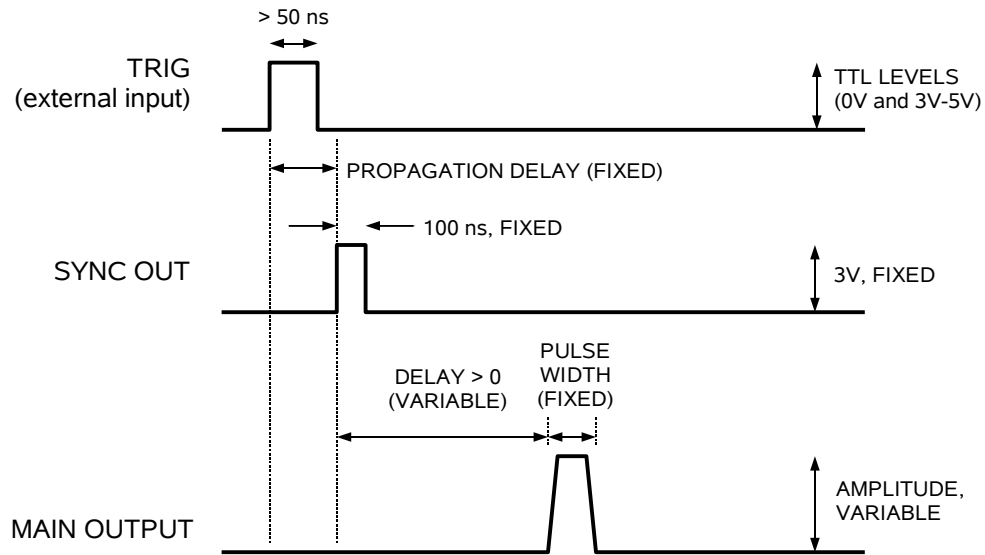 > 50 ns
TRIG
(external input)
TTL LEVELS
(0V and 3V-5V)
PROPAGATION DELAY (FIXED)
100 ns, FIXED
SYNC OUT
3V, FIXED
DELAY > 0
(VARIABLE)
PULSE
WIDTH
(FIXED)
MAIN OUTPUT
AMPLITUDE,
VARIABLE